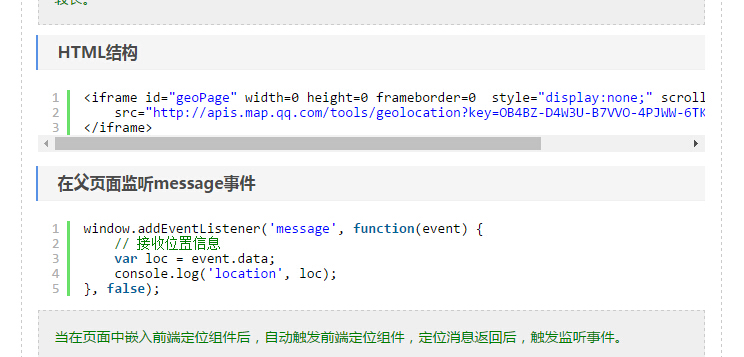 HTML结构
1 <iframe id="geoPage" width=0 height=0 frameborder=0  style="display:none;" scroll
2     src="http://apis.map.qq.com/tools/geolocation?key=OB4BZ-D4W3U-B7VVO-4PJWW-6TK
3 </iframe>
在父页面监听message事件
1 window.addEventListener('message', function(event) {
2     // 接收位置信息
3     var loc = event.data;
4     console.log('location', loc);
5 }, false);
当在页面中嵌入前端定位组件后，自动触发前端定位组件，定位消息返回后，触发监听事件。